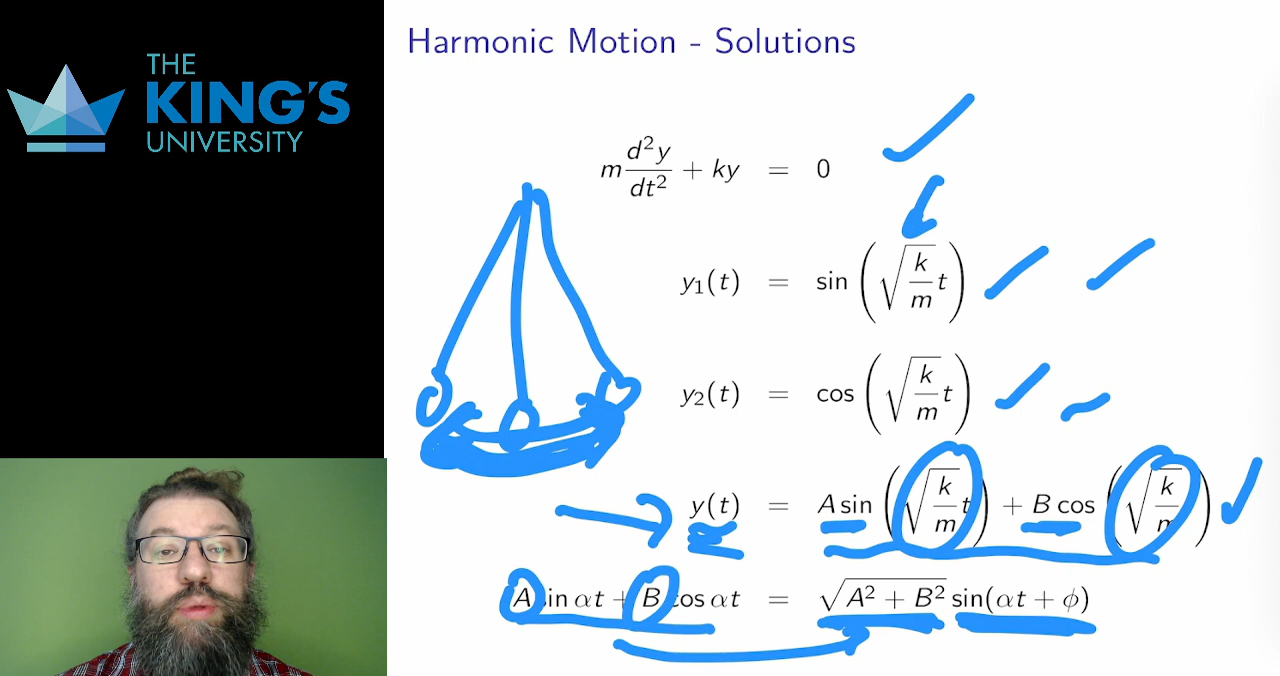 THE
KING'S
UNIVERSITY
Harmonic Motion - Solutions
m d²y/dt² + ky = 0
y₁(t) = sin(√(k/m) t)
y₂(t) = cos(√(k/m) t)
y(t) = A sin(√(k/m) t) + B cos(√(k/m))
A sin αt + B cos αt = √(A² + B²) sin(αt + ϕ)